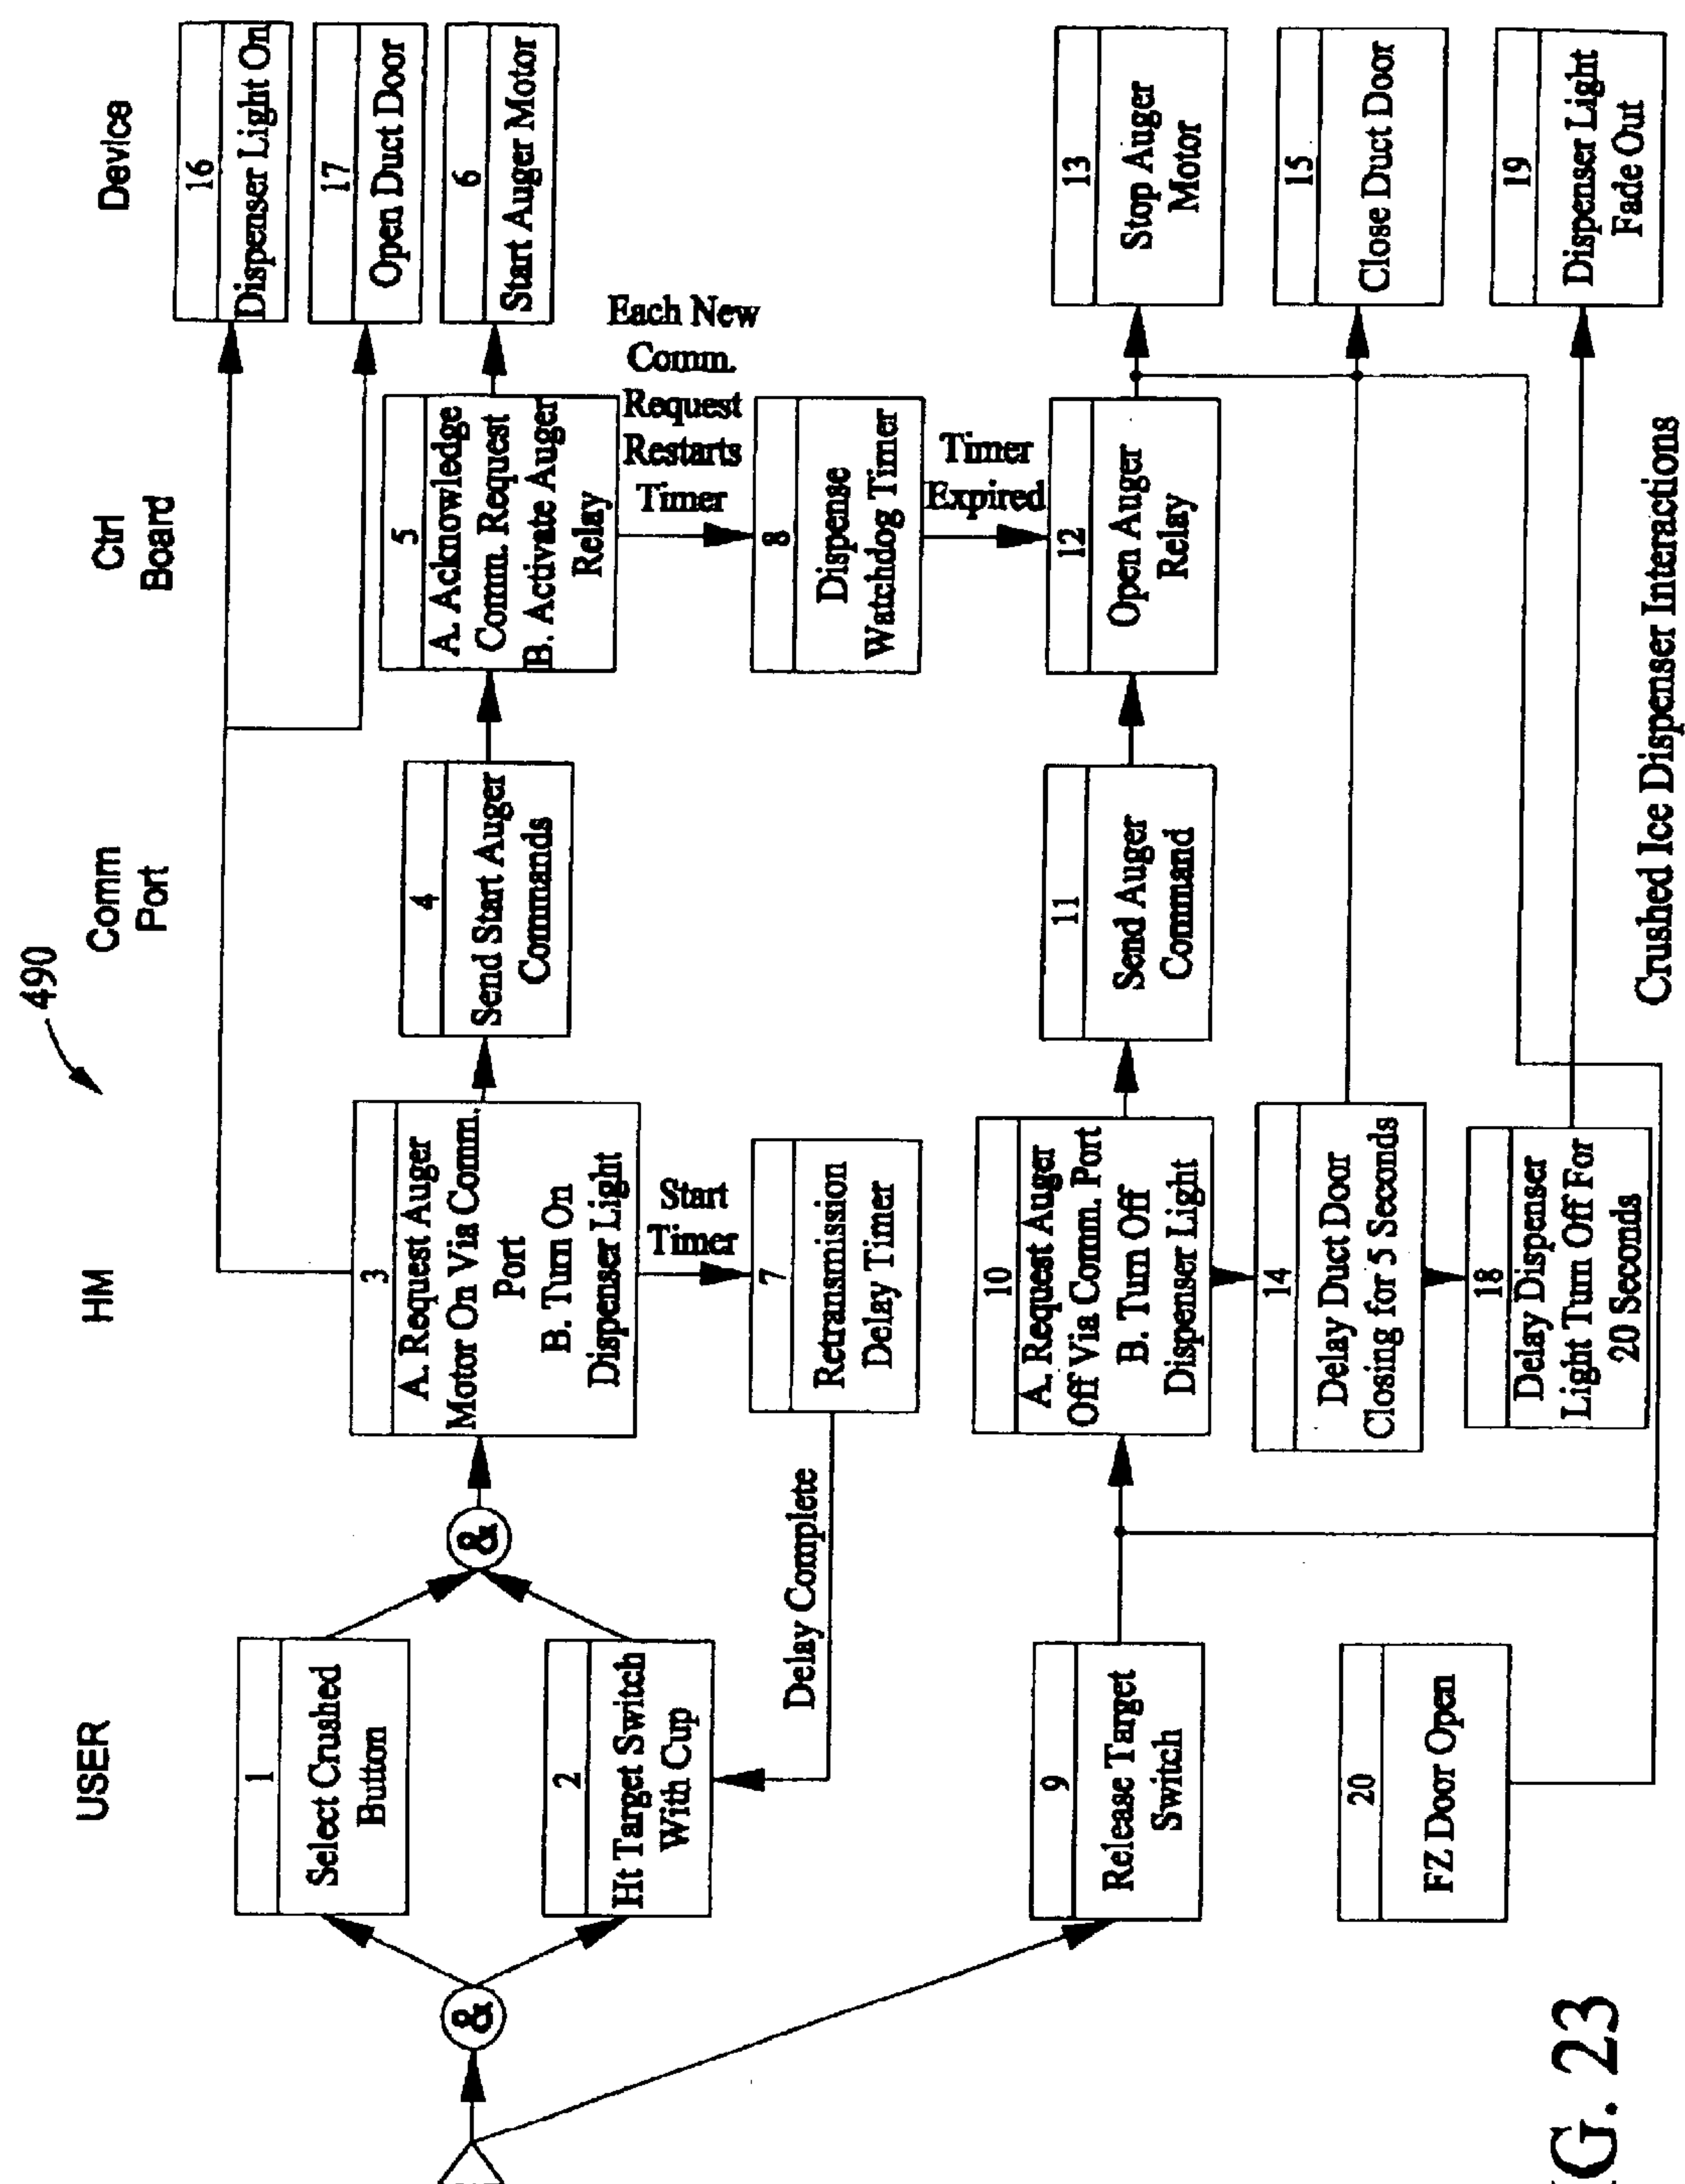 490
USER
HM
Comm
Port
Ctrl
Board
Device
&
1
Select Crushed
Button
2
Ht Target Switch
With Cup
&
3
A. Request Auger
Motor On Via Comm.
Port
B. Turn On
Dispenser Light
4
Send Start Auger
Commands
5
A. Acknowledge
Comm. Request
B. Activate Auger
Relay
16
Dispenser Light On
17
Open Duct Door
6
Start Auger Motor
Start
Timer
7
Retransmission
Delay Timer
Delay Complete
Each New
Comm.
Request
Restarts
Timer
8
Dispense
Watchdog Timer
Timer
Expired
9
Release Target
Switch
10
A. Request Auger
Off Via Comm. Port
B. Turn Off
Dispenser Light
11
Send Auger
Command
12
Open Auger
Relay
13
Stop Auger
Motor
14
Delay Duct Door
Closing for 5 Seconds
15
Close Duct Door
20
FZ Door Open
18
Delay Dispenser
Light Turn Off For
20 Seconds
19
Dispenser Light
Fade Out
Crushed Ice Dispenser Interactions
G. 23